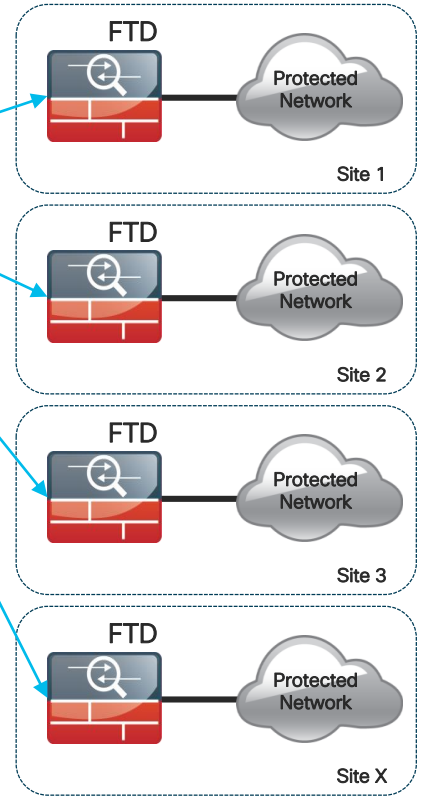 FTD
Protected
Network
Site 1
FTD
Protected
Network
Site 2
FTD
Protected
Network
Site 3
FTD
Protected
Network
Site X